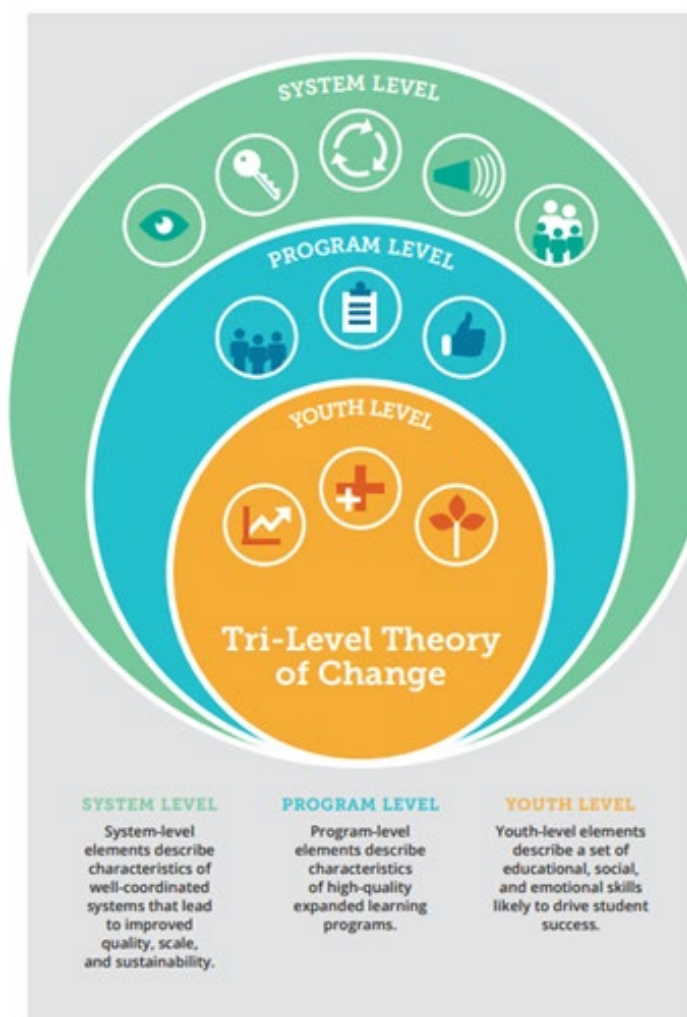 SYSTEM LEVEL
PROGRAM LEVEL
YOUTH LEVEL
Tri-Level Theory
of Change
SYSTEM LEVEL
System-level
elements describe
characteristics of
well-coordinated
systems that lead
to improved
quality, scale,
and sustainability.
PROGRAM LEVEL
Program-level
elements describe
characteristics
of high-quality
expanded learning
programs.
YOUTH LEVEL
Youth-level elements
describe a set of
educational, social,
and emotional skills
likely to drive student
success.